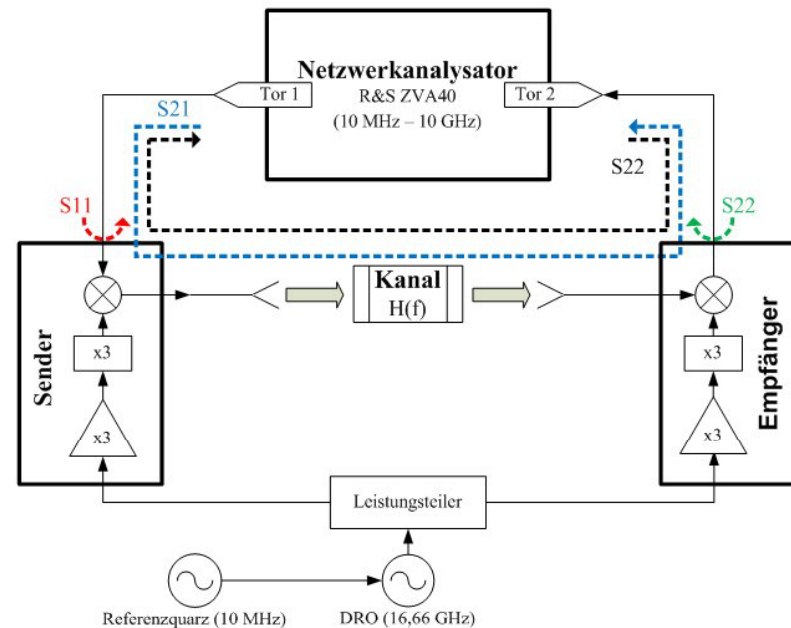 Netzwerkanalysator
R&S ZVA40
(10 MHz – 10 GHz)
Tor 1
Tor 2
S21
S22
S11
S22
Sender
x3
x3
Kanal
H(f)
Empfänger
x3
x3
Leistungsteiler
Referenzquarz (10 MHz)
DRO (16,66 GHz)